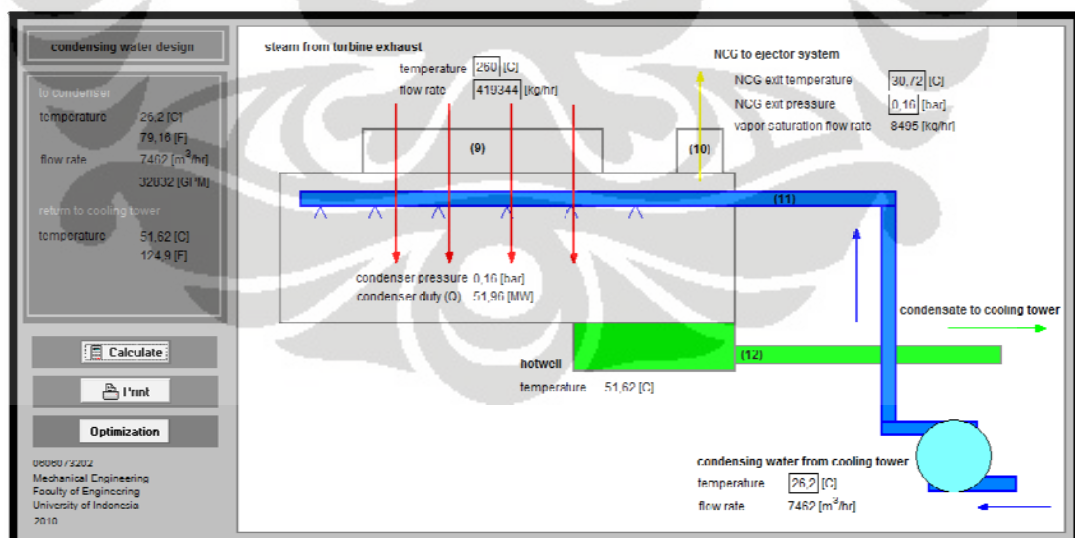 condensing water design
to condenser
temperature 26,2 [C]
79,16 [F]
flow rate 7462 [m³/hr]
32832 [GPM]
return to cooling tower
temperature 51,62 [C]
124,9 [F]
Calculate
Print
Optimization
0606073202
Mechanical Engineering
Faculty of Engineering
University of Indonesia
2010
steam from turbine exhaust
temperature 260 [C]
flow rate 419344 [kg/hr]
NCG to ejector system
NCG exit temperature 30,72 [C]
NCG exit pressure 0,16 [bar]
vapor saturation flow rate 8495 [kg/hr]
(9)
(10)
(11)
condenser pressure 0,16 [bar]
condenser duty (Q) 51,96 [MW]
condensate to cooling tower
(12)
hotwell
temperature 51,62 [C]
condensing water from cooling tower
temperature 26,2 [C]
flow rate 7462 [m³/hr]